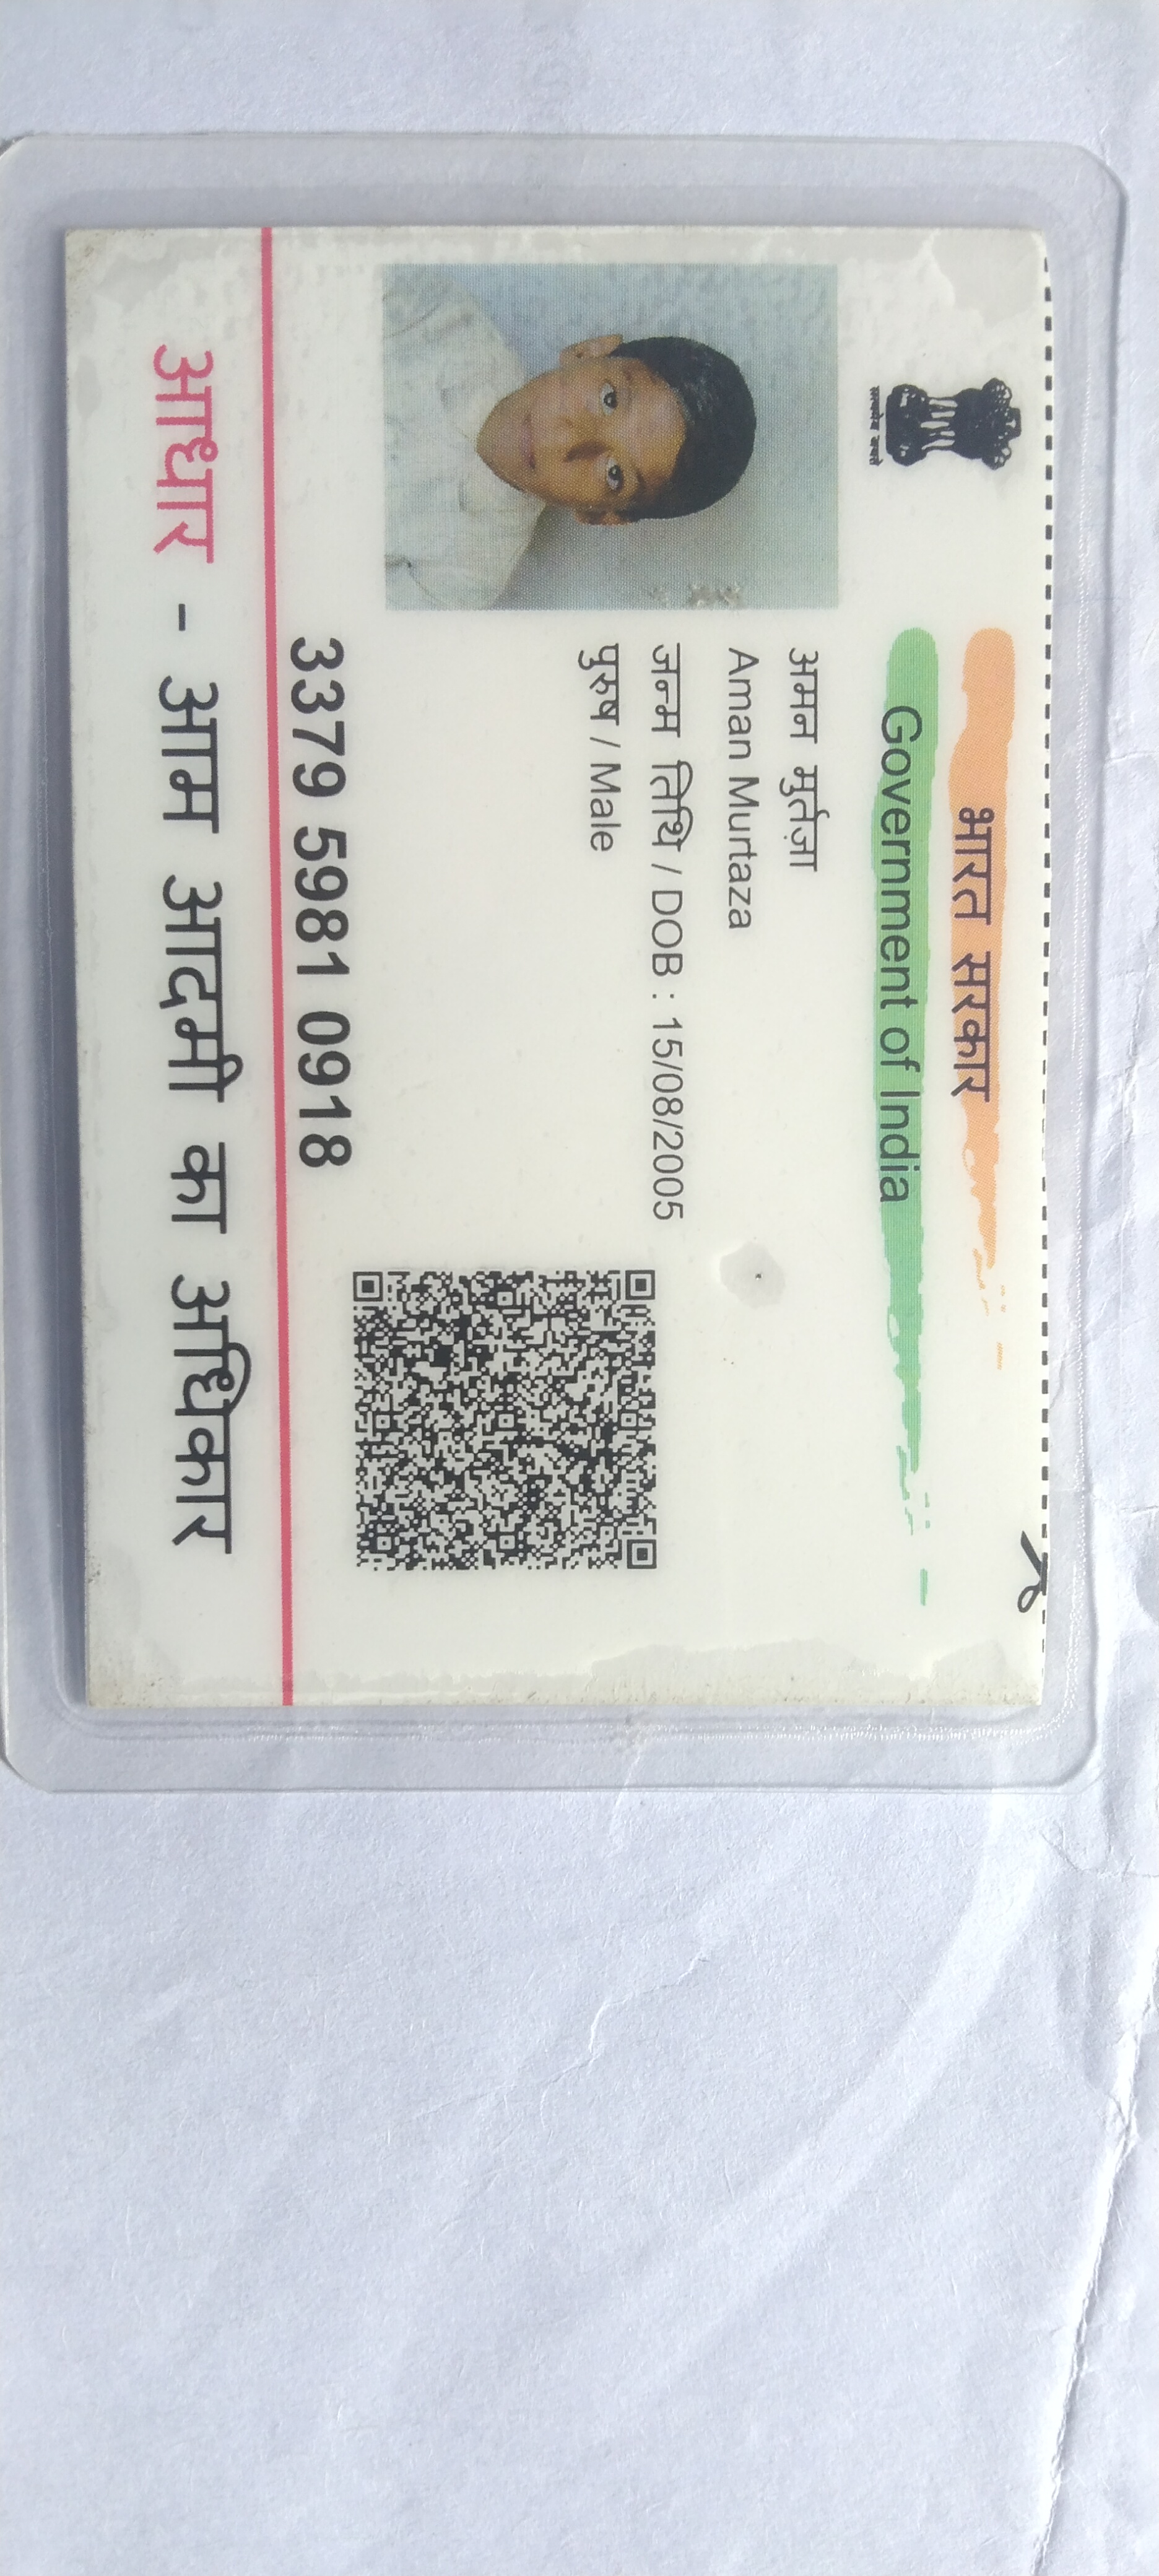 भारत सरकार
Government of India
सत्यमेव जयते
अमन मुर्तज़ा
Aman Murtaza
जन्म तिथि / DOB : 15/08/2005
पुरुष / Male
3379 5981 0918
आधार - आम आदमी का अधिकार